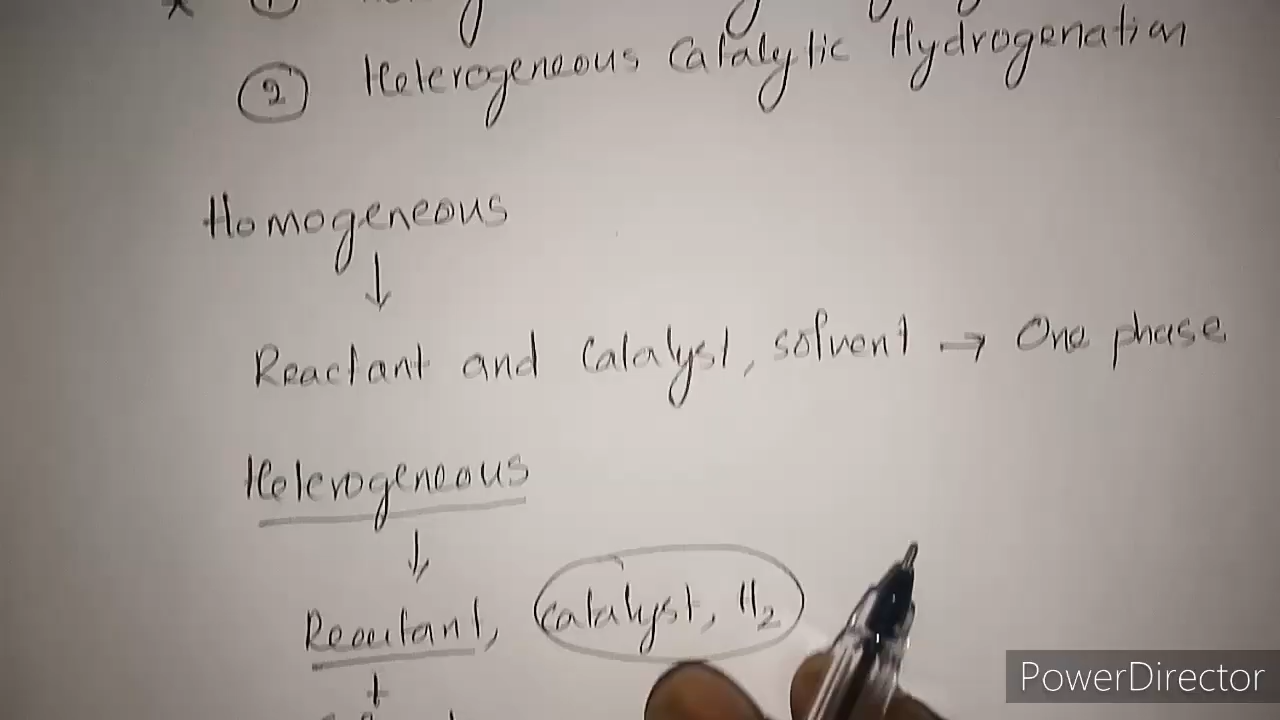 ②  Heterogeneous Catalytic Hydrogenation
Homogeneous
↓
Reactant and Catalyst, solvent → One phase
Heterogeneous
↓
Reactant, catalyst, H2
PowerDirector